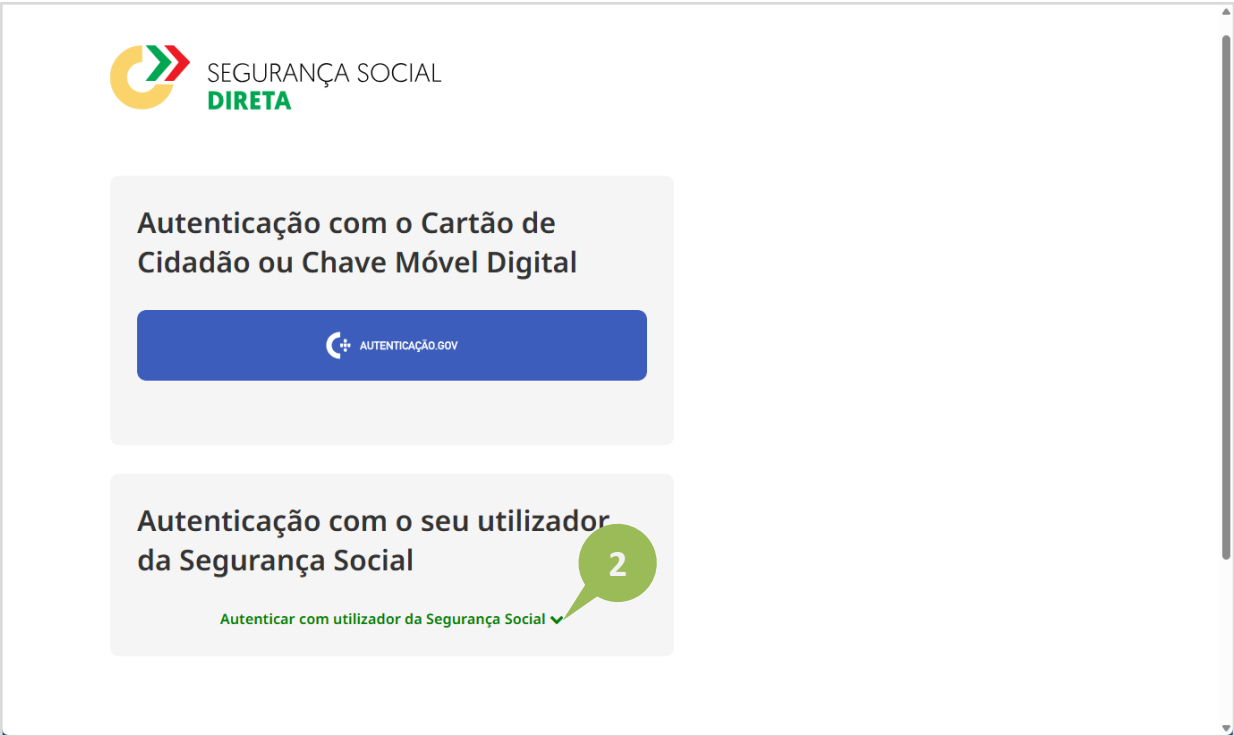 SEGURANÇA SOCIAL
DIRETA
Autenticação com o Cartão de
Cidadão ou Chave Móvel Digital
AUTENTICAÇÃO.GOV
Autenticação com o seu utilizador
da Segurança Social
2
Autenticar com utilizador da Segurança Social